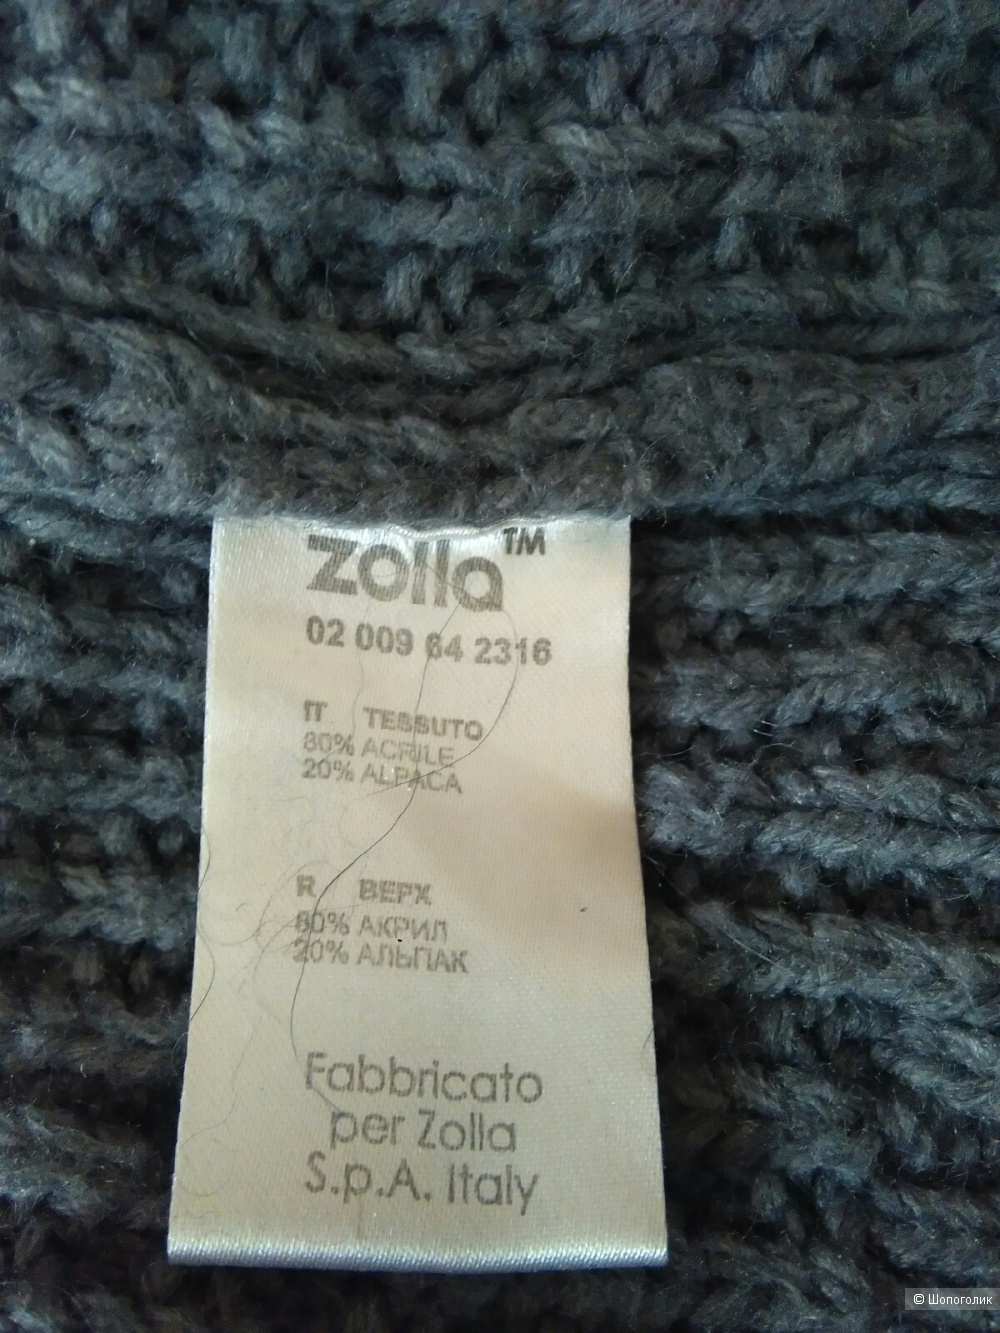 zolla™
02 009 64 2316
IT TESSUTO
80% ACRILE
20% ALPACA
R ВЕРХ
80% АКРИЛ
20% АЛЬПАК
Fabbricato
per Zolla
S.p.A. Italy
© Шопоголик